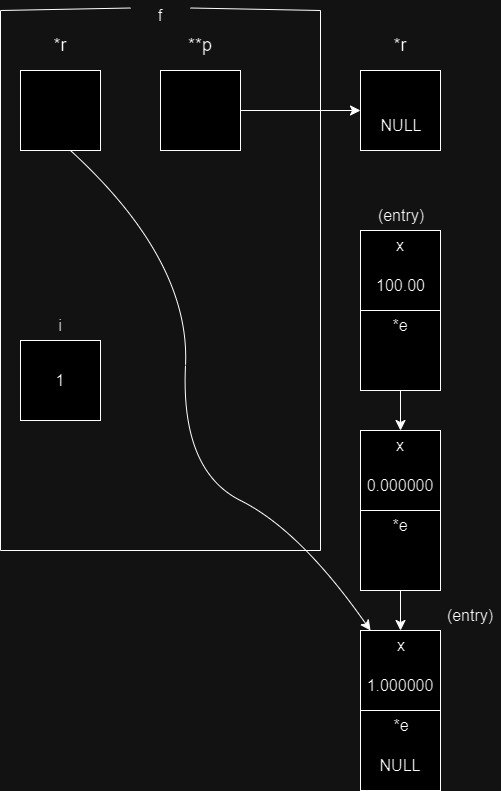 f
*r
**p
*r
NULL
(entry)
x
100.00
*e
i
1
x
0.000000
*e
(entry)
x
1.000000
*e
NULL